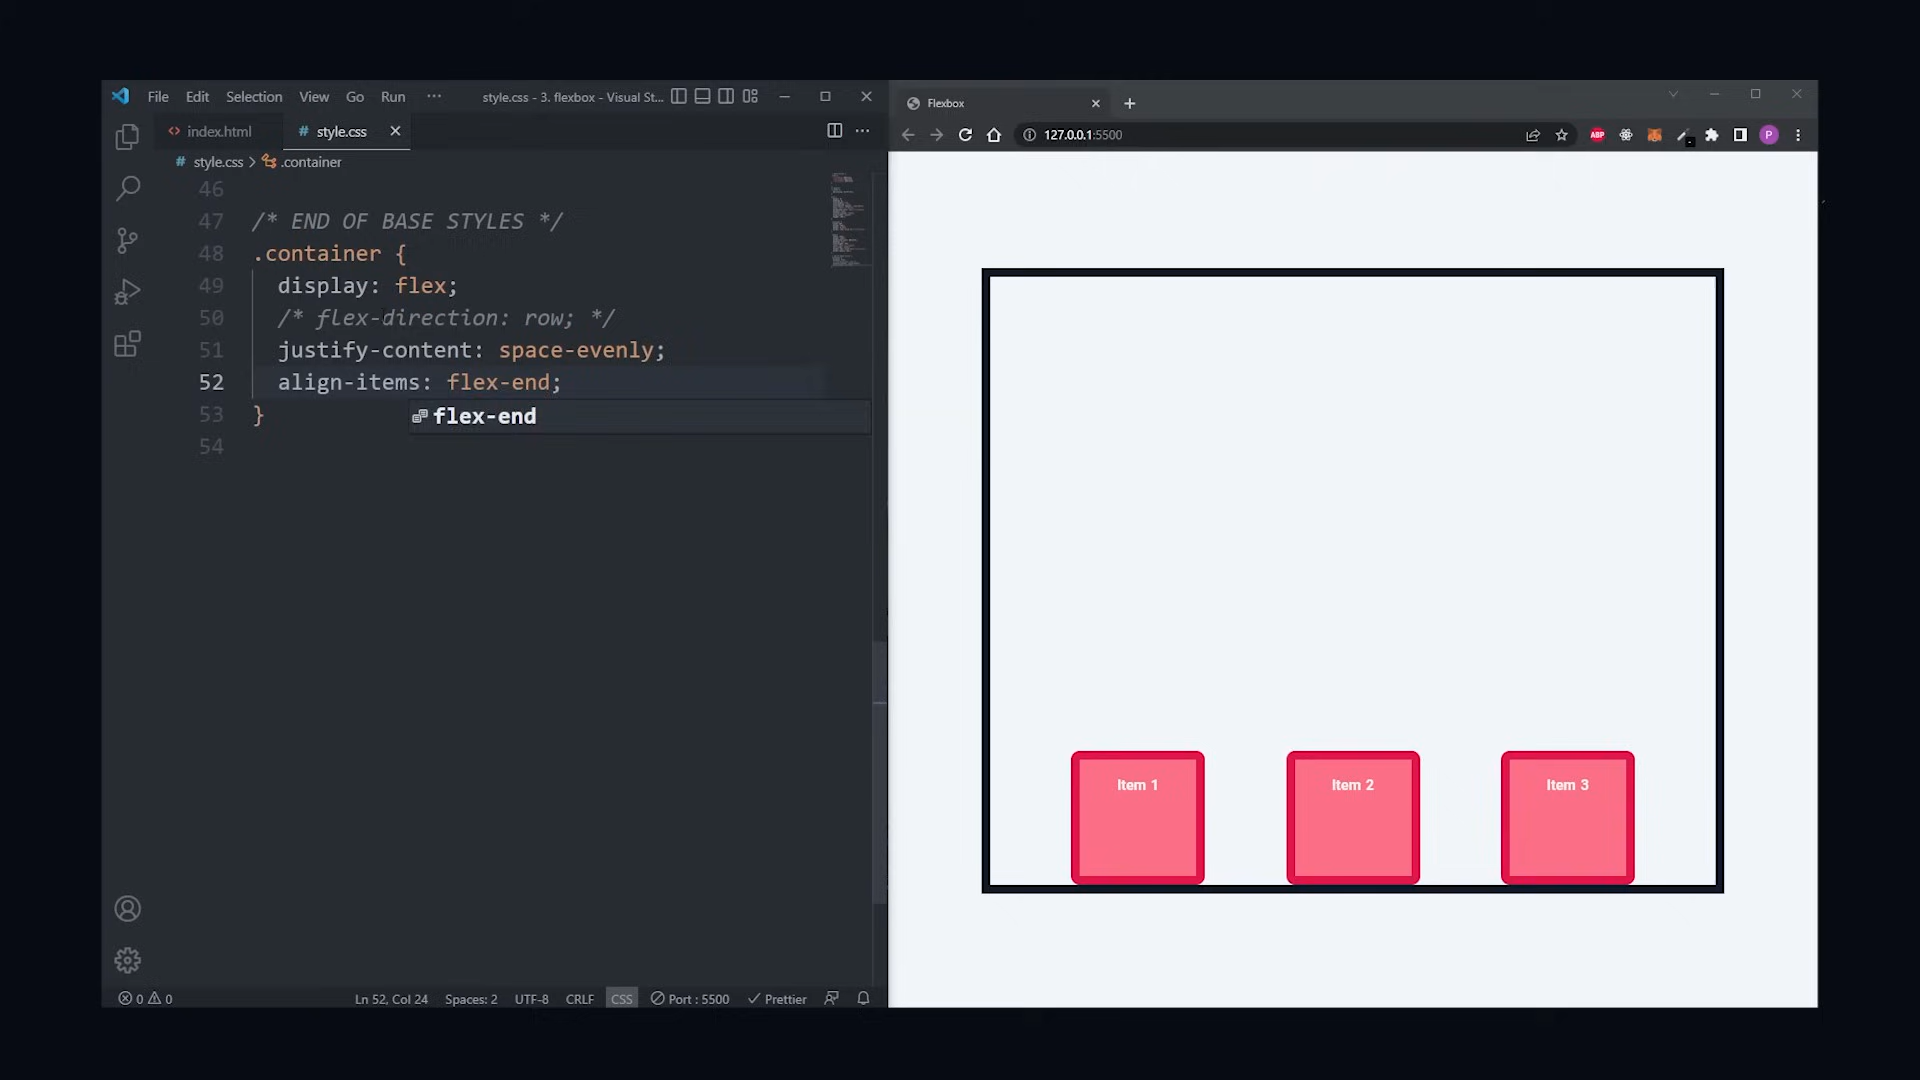 File Edit Selection View Go Run ··· style.css - 3. flexbox - Visual St...
index.html style.css
# style.css > .container
46
47 /* END OF BASE STYLES */
48 .container {
49 display: flex;
50 /* flex-direction: row; */
51 justify-content: space-evenly;
52 align-items: flex-end;
53 }
flex-end
54
0 0 Ln 52, Col 24 Spaces: 2 UTF-8 CRLF CSS Port : 5500 Prettier
Flexbox
127.0.0.1:5500
ABP
P
Item 1 Item 2 Item 3